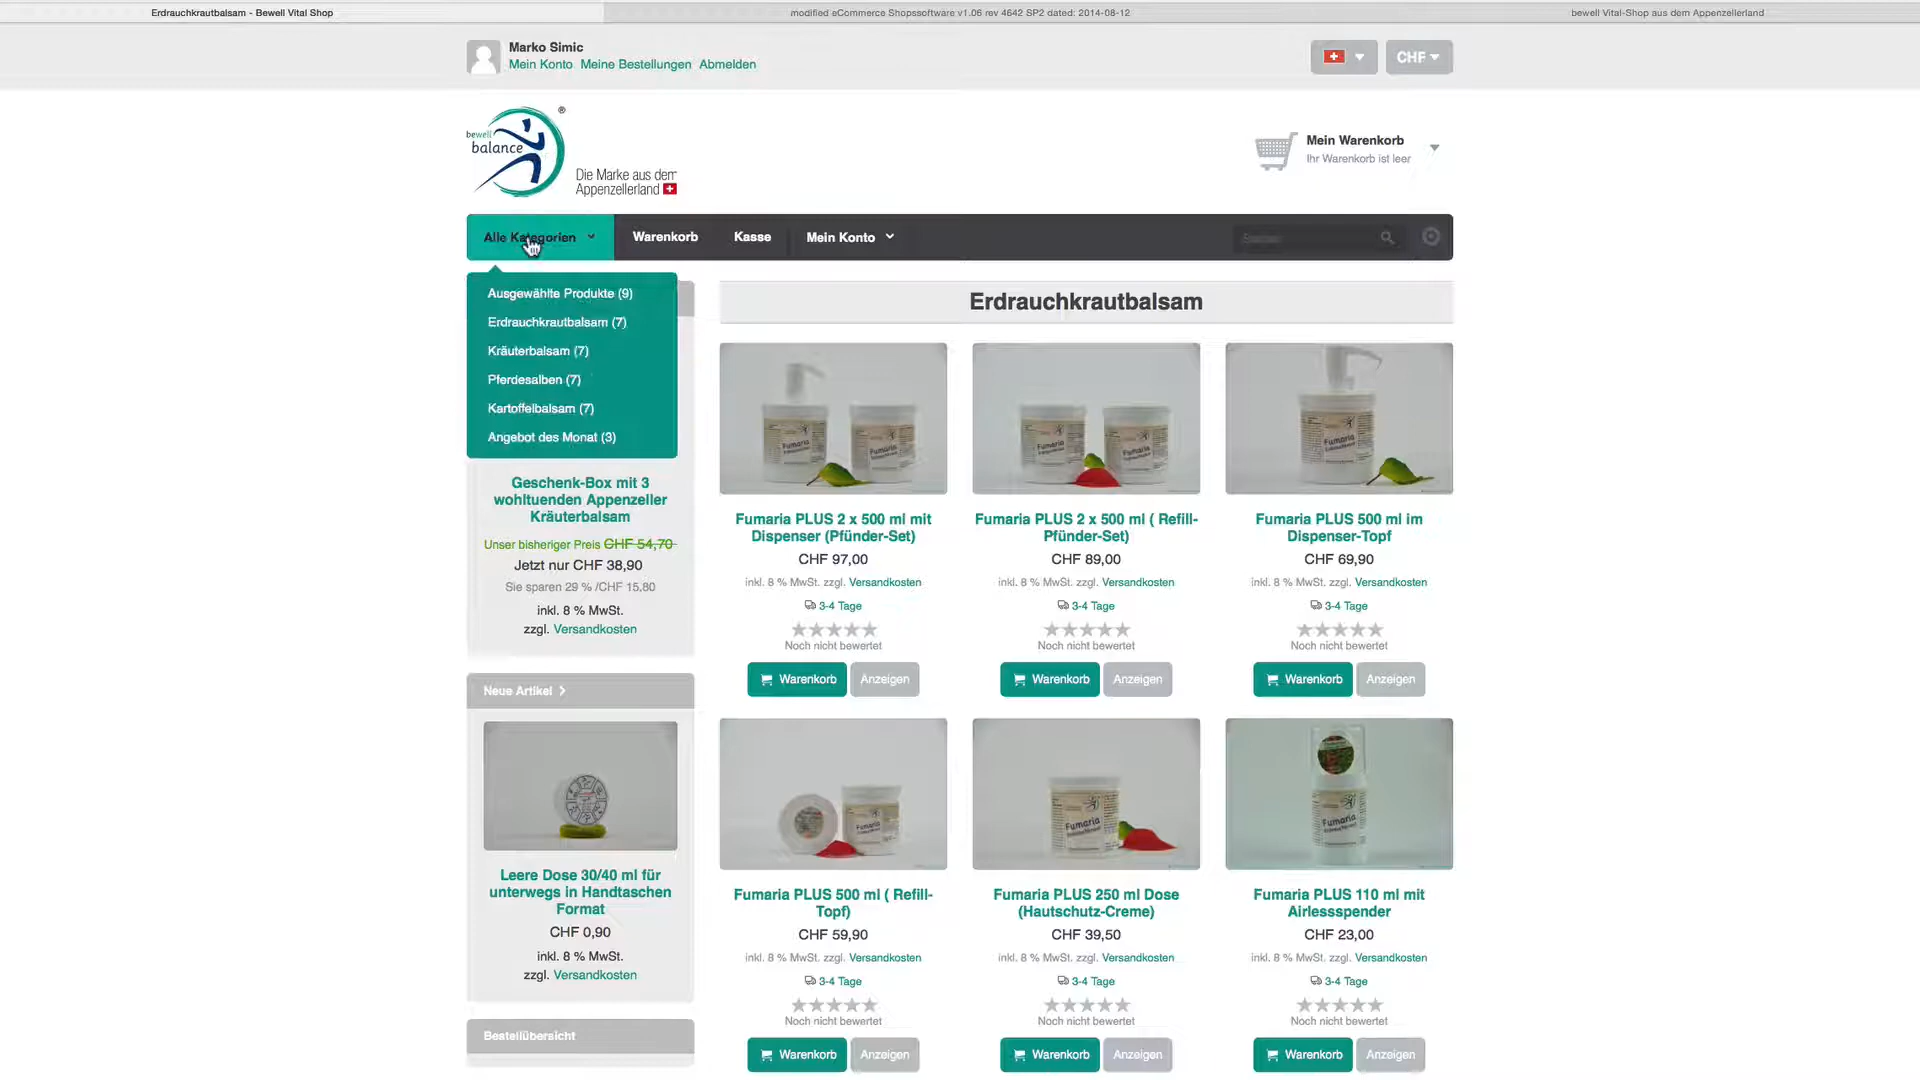 Erdrauchkrautbalsam - Bewell Vital Shop
modified eCommerce Shopssoftware v1.06 rev 4642 SP2 dated: 2014-08-12
bewell Vital-Shop aus dem Appenzellerland
Marko Simic
Mein Konto Meine Bestellungen Abmelden
CHF
bewell
balance
®
Die Marke aus dem
Appenzellerland
Mein Warenkorb
Ihr Warenkorb ist leer
Alle Kategorien
Warenkorb
Kasse
Mein Konto
Ausgewählte Produkte (9)
Erdrauchkrautbalsam (7)
Kräuterbalsam (7)
Pferdesalben (7)
Kartoffelbalsam (7)
Angebot des Monat (3)
Geschenk-Box mit 3
wohltuenden Appenzeller
Kräuterbalsam
Unser bisheriger Preis CHF 54,70
Jetzt nur CHF 38,90
Sie sparen 29 % /CHF 15,80
inkl. 8 % MwSt.
zzgl. Versandkosten
Neue Artikel
Leere Dose 30/40 ml für
unterwegs in Handtaschen
Format
CHF 0,90
inkl. 8 % MwSt.
zzgl. Versandkosten
Bestellübersicht
Erdrauchkrautbalsam
Fumaria
Fumaria
Fumaria PLUS 2 x 500 ml mit
Dispenser (Pfünder-Set)
CHF 97,00
inkl. 8 % MwSt. zzgl. Versandkosten
3-4 Tage
Noch nicht bewertet
Warenkorb Anzeigen
Fumaria
Fumaria
Fumaria PLUS 2 x 500 ml ( Refill-
Pfünder-Set)
CHF 89,00
inkl. 8 % MwSt. zzgl. Versandkosten
3-4 Tage
Noch nicht bewertet
Warenkorb Anzeigen
Fumaria
Fumaria PLUS 500 ml im
Dispenser-Topf
CHF 69,90
inkl. 8 % MwSt. zzgl. Versandkosten
3-4 Tage
Noch nicht bewertet
Warenkorb Anzeigen
Fumaria
Fumaria PLUS 500 ml ( Refill-
Topf)
CHF 59,90
inkl. 8 % MwSt. zzgl. Versandkosten
3-4 Tage
Noch nicht bewertet
Warenkorb Anzeigen
Fumaria
Fumaria PLUS 250 ml Dose
(Hautschutz-Creme)
CHF 39,50
inkl. 8 % MwSt. zzgl. Versandkosten
3-4 Tage
Noch nicht bewertet
Warenkorb Anzeigen
Fumaria
Fumaria PLUS 110 ml mit
Airlessspender
CHF 23,00
inkl. 8 % MwSt. zzgl. Versandkosten
3-4 Tage
Noch nicht bewertet
Warenkorb Anzeigen